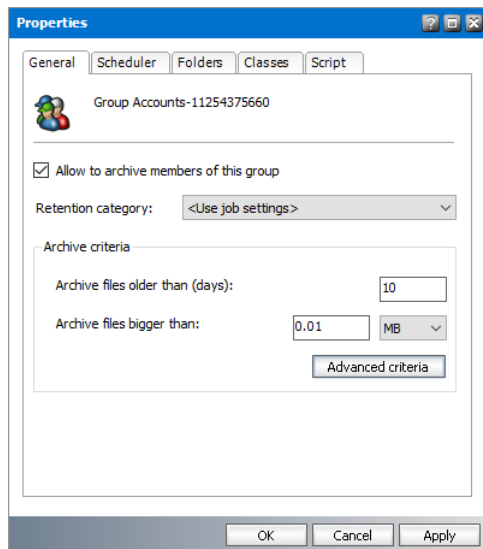 Properties
General Scheduler Folders Classes Script
Group Accounts-11254375660
Allow to archive members of this group
Retention category: <Use job settings>
Archive criteria
Archive files older than (days): 10
Archive files bigger than: 0.01 MB
Advanced criteria
OK Cancel Apply